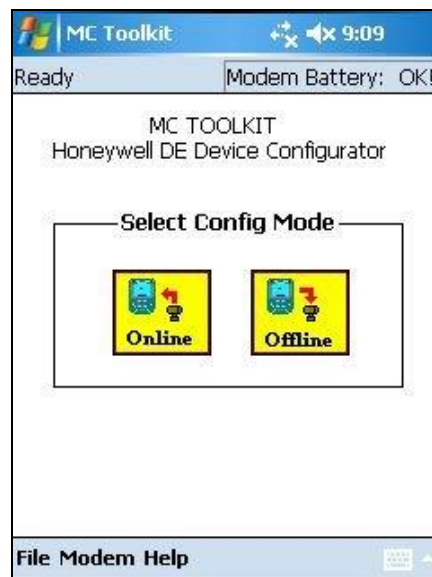 MC Toolkit 9:09
Ready Modem Battery: OK!
MC TOOLKIT
Honeywell DE Device Configurator
Select Config Mode
Online Offline
File Modem Help